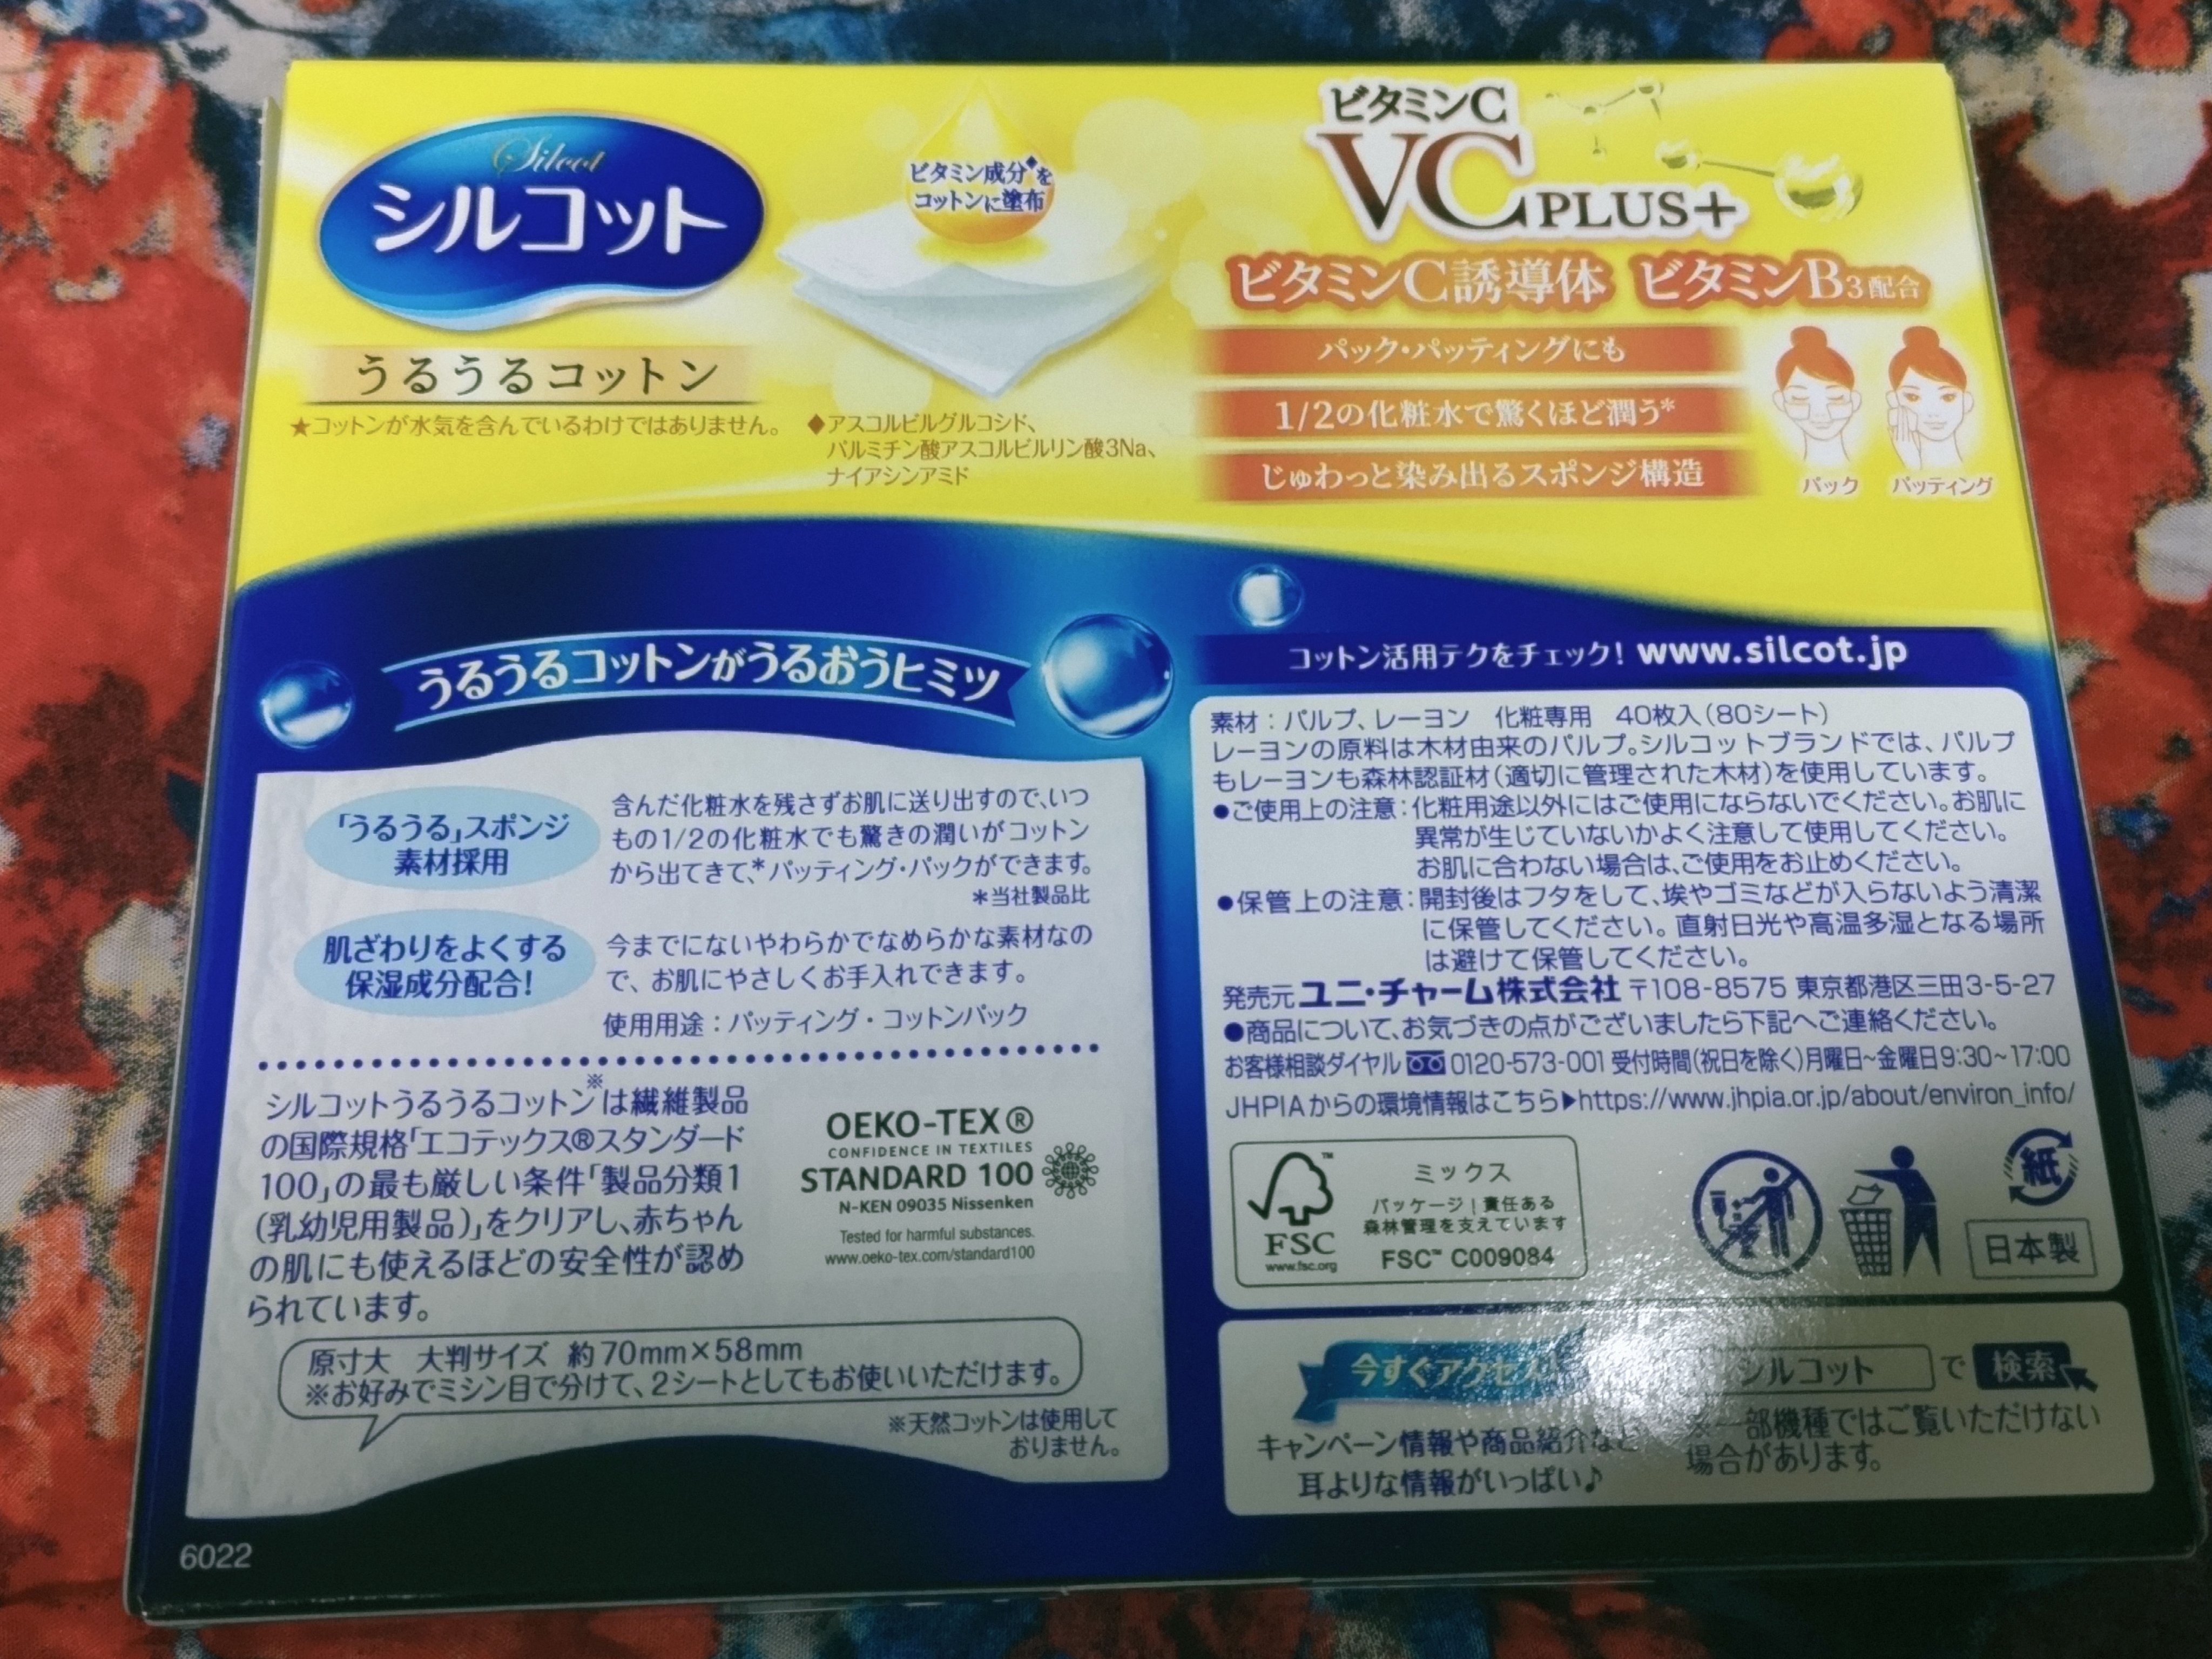 Silcot
シルコット
うるうるコットン
★コットンが水気を含んでいるわけではありません。
ビタミン成分◆を
コットンに塗布
◆アスコルビルグルコシド、
パルミチン酸アスコルビルリン酸3Na、
ナイアシンアミド
ビタミンC
VC PLUS+
ビタミンC誘導体 ビタミンB3配合
パック・パッティングにも
1/2の化粧水で驚くほど潤う*
じゅわっと染み出るスポンジ構造
パック パッティング
うるうるコットンがうるおうヒミツ
「うるうる」スポンジ
素材採用
含んだ化粧水を残さずお肌に送り出すので、いつ
もの1/2の化粧水でも驚きの潤いがコットン
から出てきて、*パッティング・パックができます。
*当社製品比
肌ざわりをよくする
保湿成分配合!
今までにないやわらかでなめらかな素材なの
で、お肌にやさしくお手入れできます。
使用用途：パッティング・コットンパック
シルコットうるうるコットン※は繊維製品
の国際規格「エコテックス®スタンダード
100」の最も厳しい条件「製品分類1
(乳幼児用製品)」をクリアし、赤ちゃん
の肌にも使えるほどの安全性が認め
られています。
OEKO-TEX®
CONFIDENCE IN TEXTILES
STANDARD 100
N-KEN 09035 Nissenken
Tested for harmful substances.
www.oeko-tex.com/standard100
原寸大 大判サイズ 約70mm×58mm
※お好みでミシン目で分けて、2シートとしてもお使いいただけます。
※天然コットンは使用して
おりません。
6022
コットン活用テクをチェック! www.silcot.jp
素材：パルプ、レーヨン 化粧専用 40枚入(80シート)
レーヨンの原料は木材由来のパルプ。シルコットブランドでは、パルプ
もレーヨンも森林認証材(適切に管理された木材)を使用しています。
●ご使用上の注意：化粧用途以外にはご使用にならないでください。お肌に
異常が生じていないかよく注意して使用してください。
お肌に合わない場合は、ご使用をお止めください。
●保管上の注意：開封後はフタをして、埃やゴミなどが入らないよう清潔
に保管してください。直射日光や高温多湿となる場所
は避けて保管してください。
発売元 ユニ・チャーム株式会社 〒108-8575 東京都港区三田3-5-27
●商品について、お気づきの点がございましたら下記へご連絡ください。
お客様相談ダイヤル 0120-573-001 受付時間(祝日を除く)月曜日~金曜日9:30~17:00
JHPIAからの環境情報はこちら▶https://www.jhpia.or.jp/about/environ_info/
FSC
www.fsc.org
ミックス
パッケージ|責任ある
森林管理を支えています
FSC™ C009084
紙
日本製
今すぐアクセス!
シルコット で 検索
キャンペーン情報や商品紹介など
耳よりな情報がいっぱい♪
※一部機種ではご覧いただけない
場合があります。